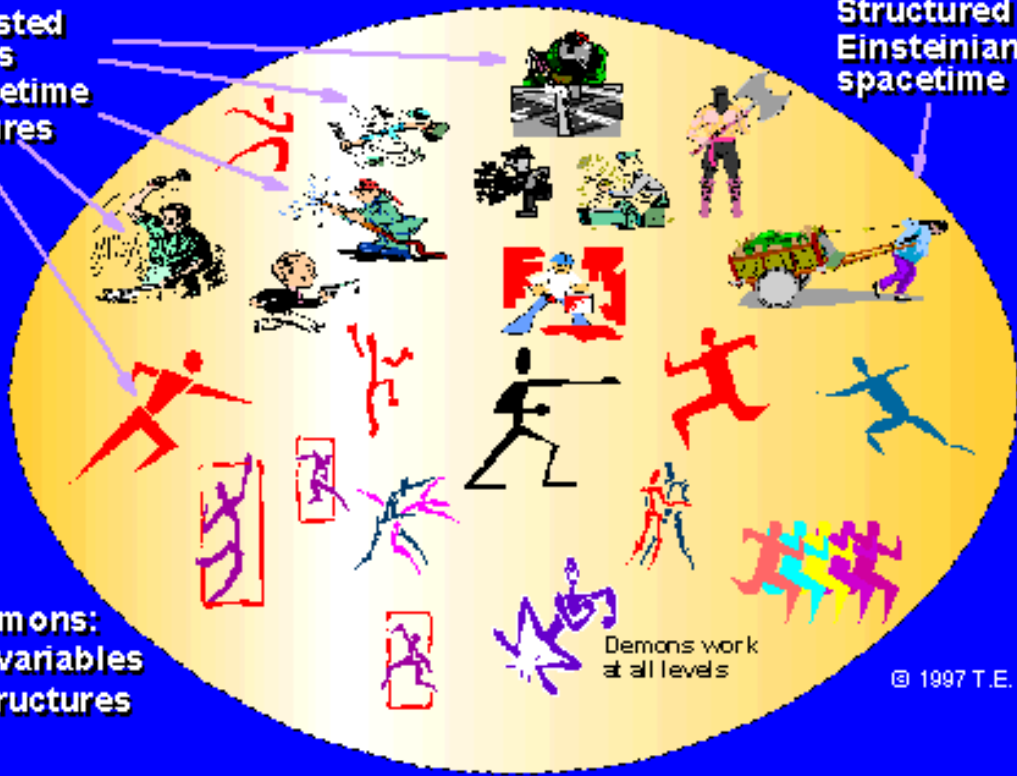 sted
s
etime
ures
Structured
Einsteinian
spacetime
mons:
variables
ructures
Demons work
at all levels
© 1997 T.E.